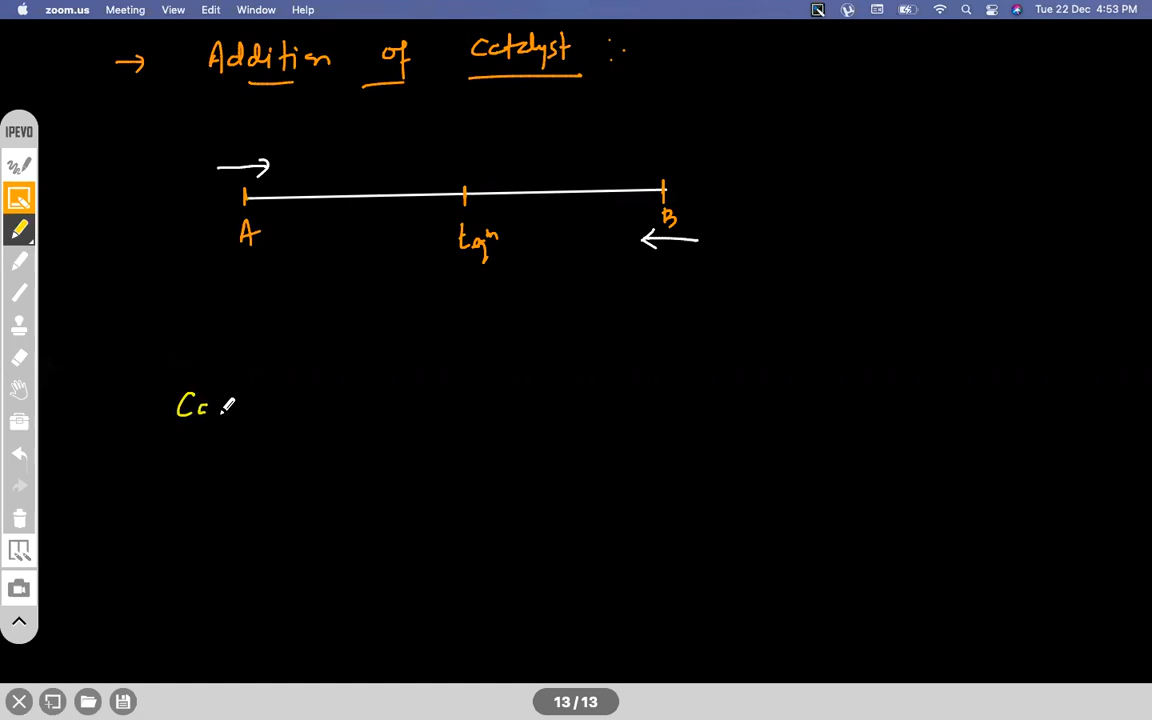 zoom.us Meeting View Edit Window Help Tue 22 Dec 4:53 PM
→ Addition of Catalyst :-
IPEVO
A B
teqⁿ
Ca
13/13